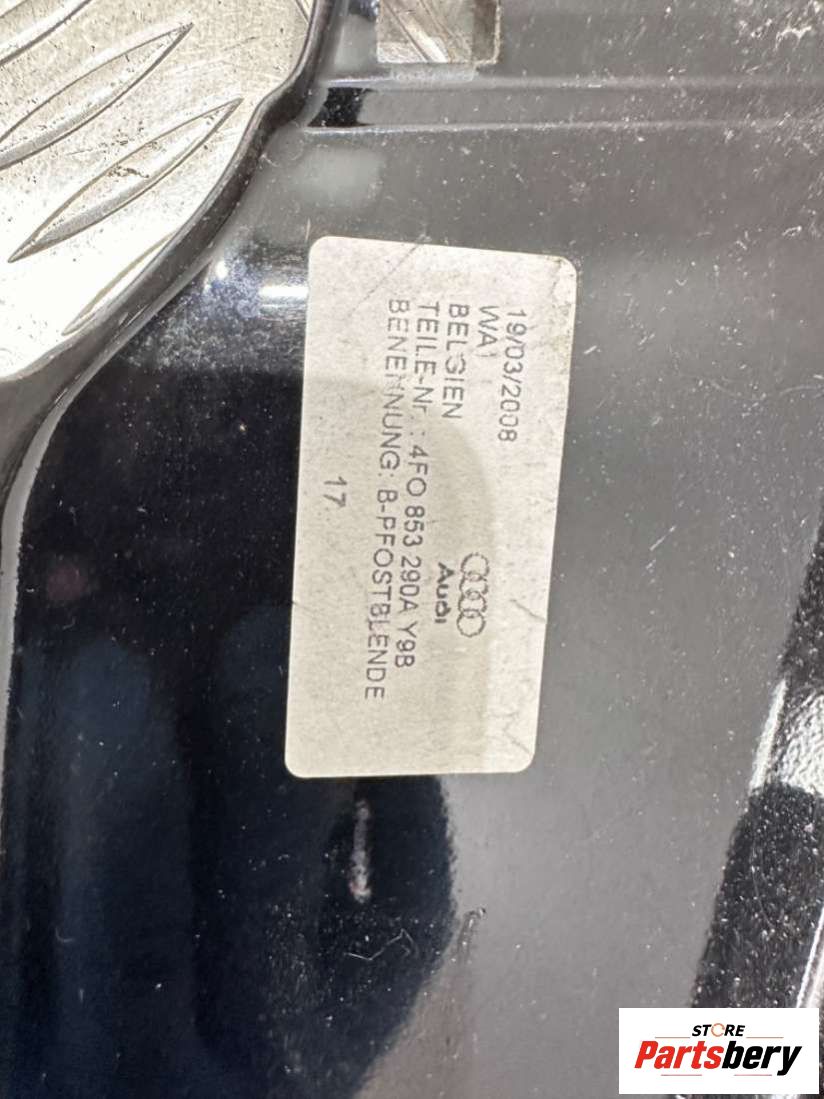 19/03/2008
WA1
BELGIEN
TEILE-Nr.: 4FO 853 290A Y9B
BENENNUNG: B-PFOSTBLENDE
17
Audi
STORE
Partsbery